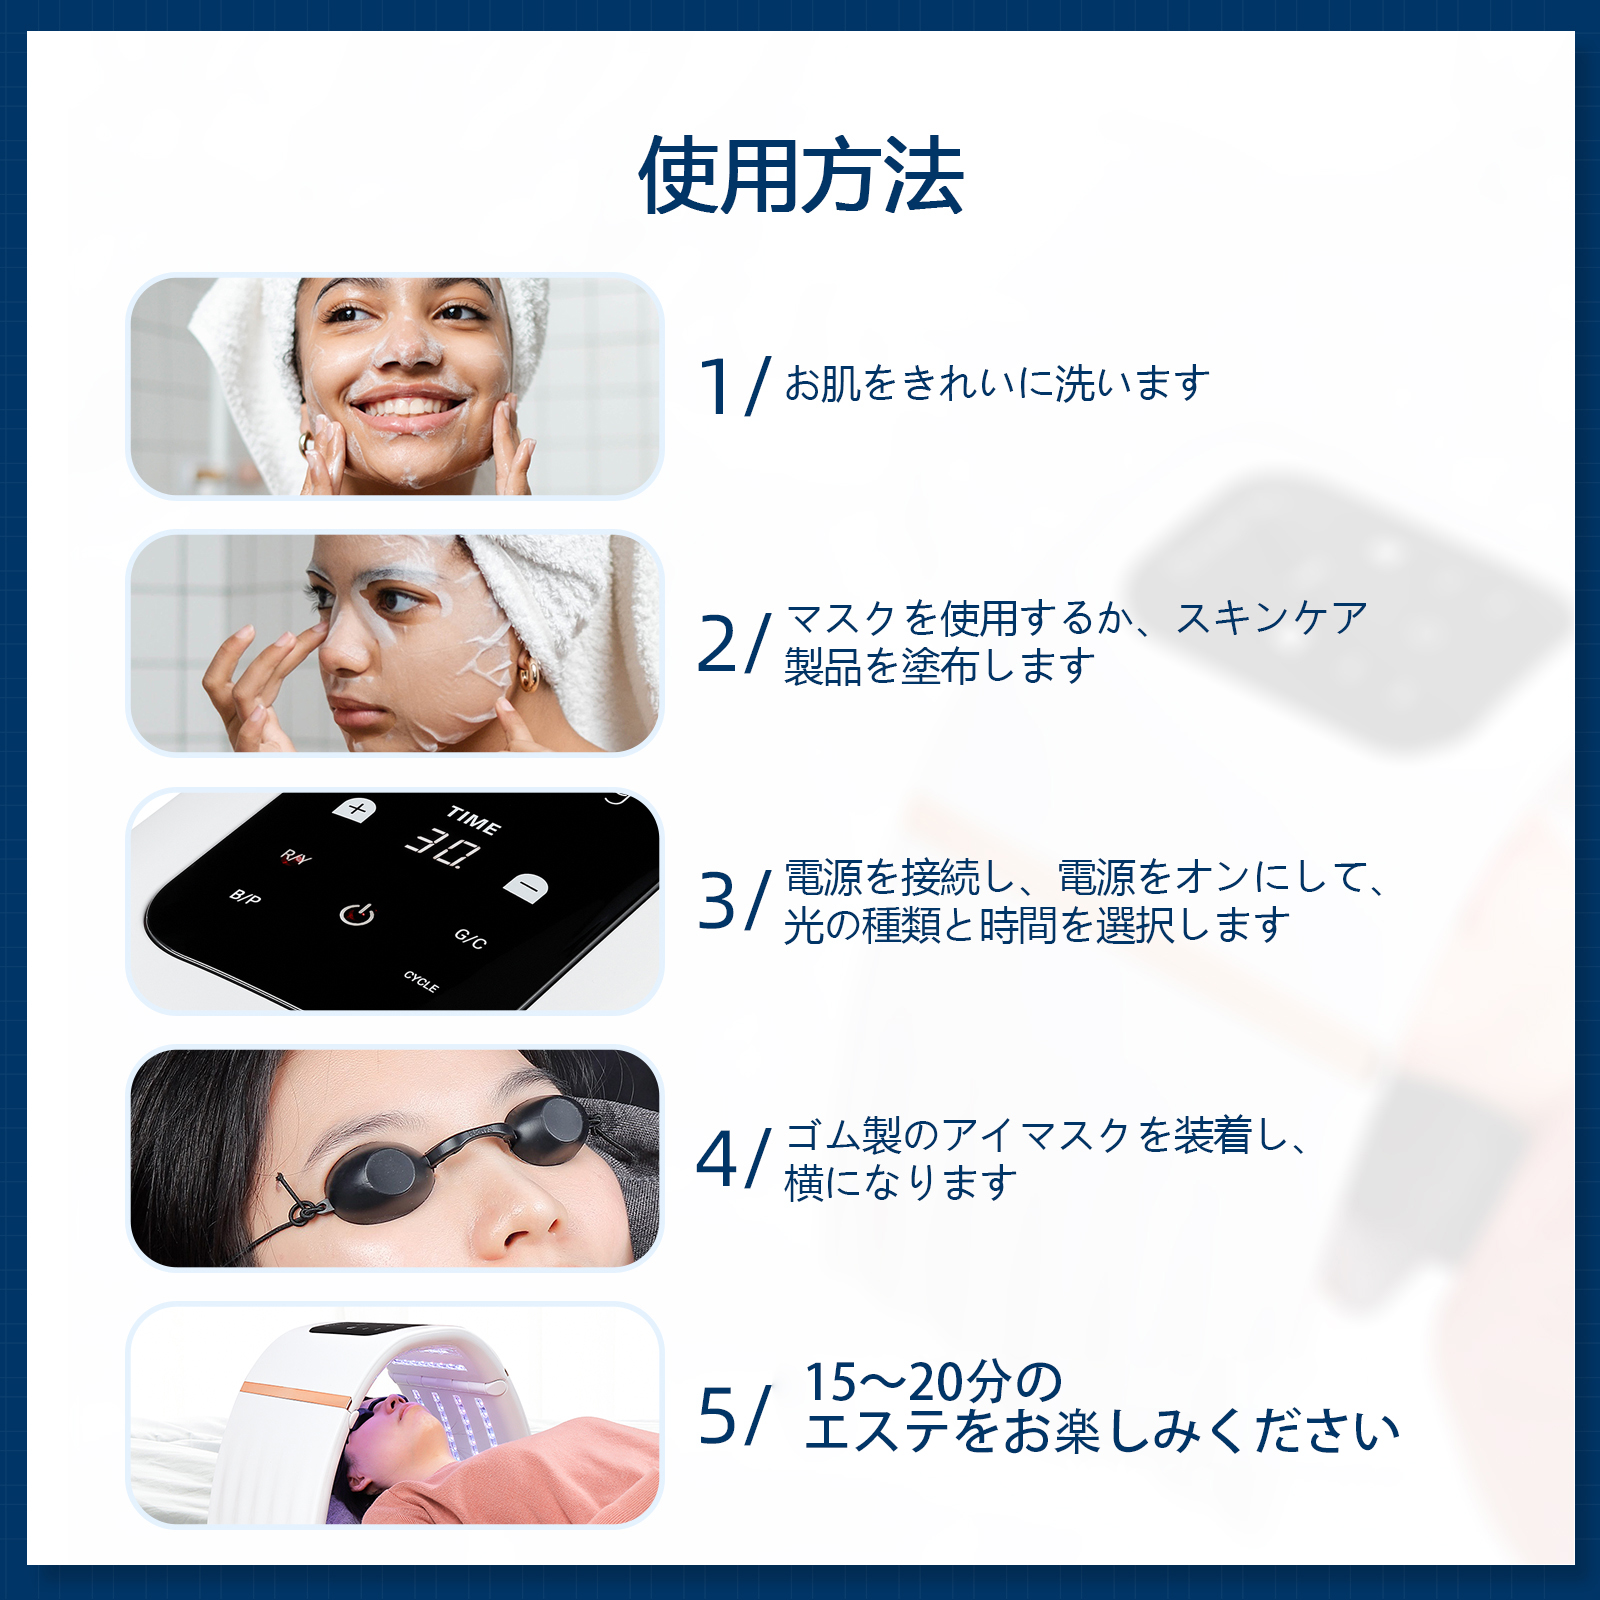 使用方法
1/ お肌をきれいに洗います
2/ マスクを使用するか、スキンケア
製品を塗布します
TIME
30.
RAY
B/P
G/C
CYCLE
3/ 電源を接続し、電源をオンにして、
光の種類と時間を選択します
4/ ゴム製のアイマスクを装着し、
横になります
5/ 15～20分の
エステをお楽しみください